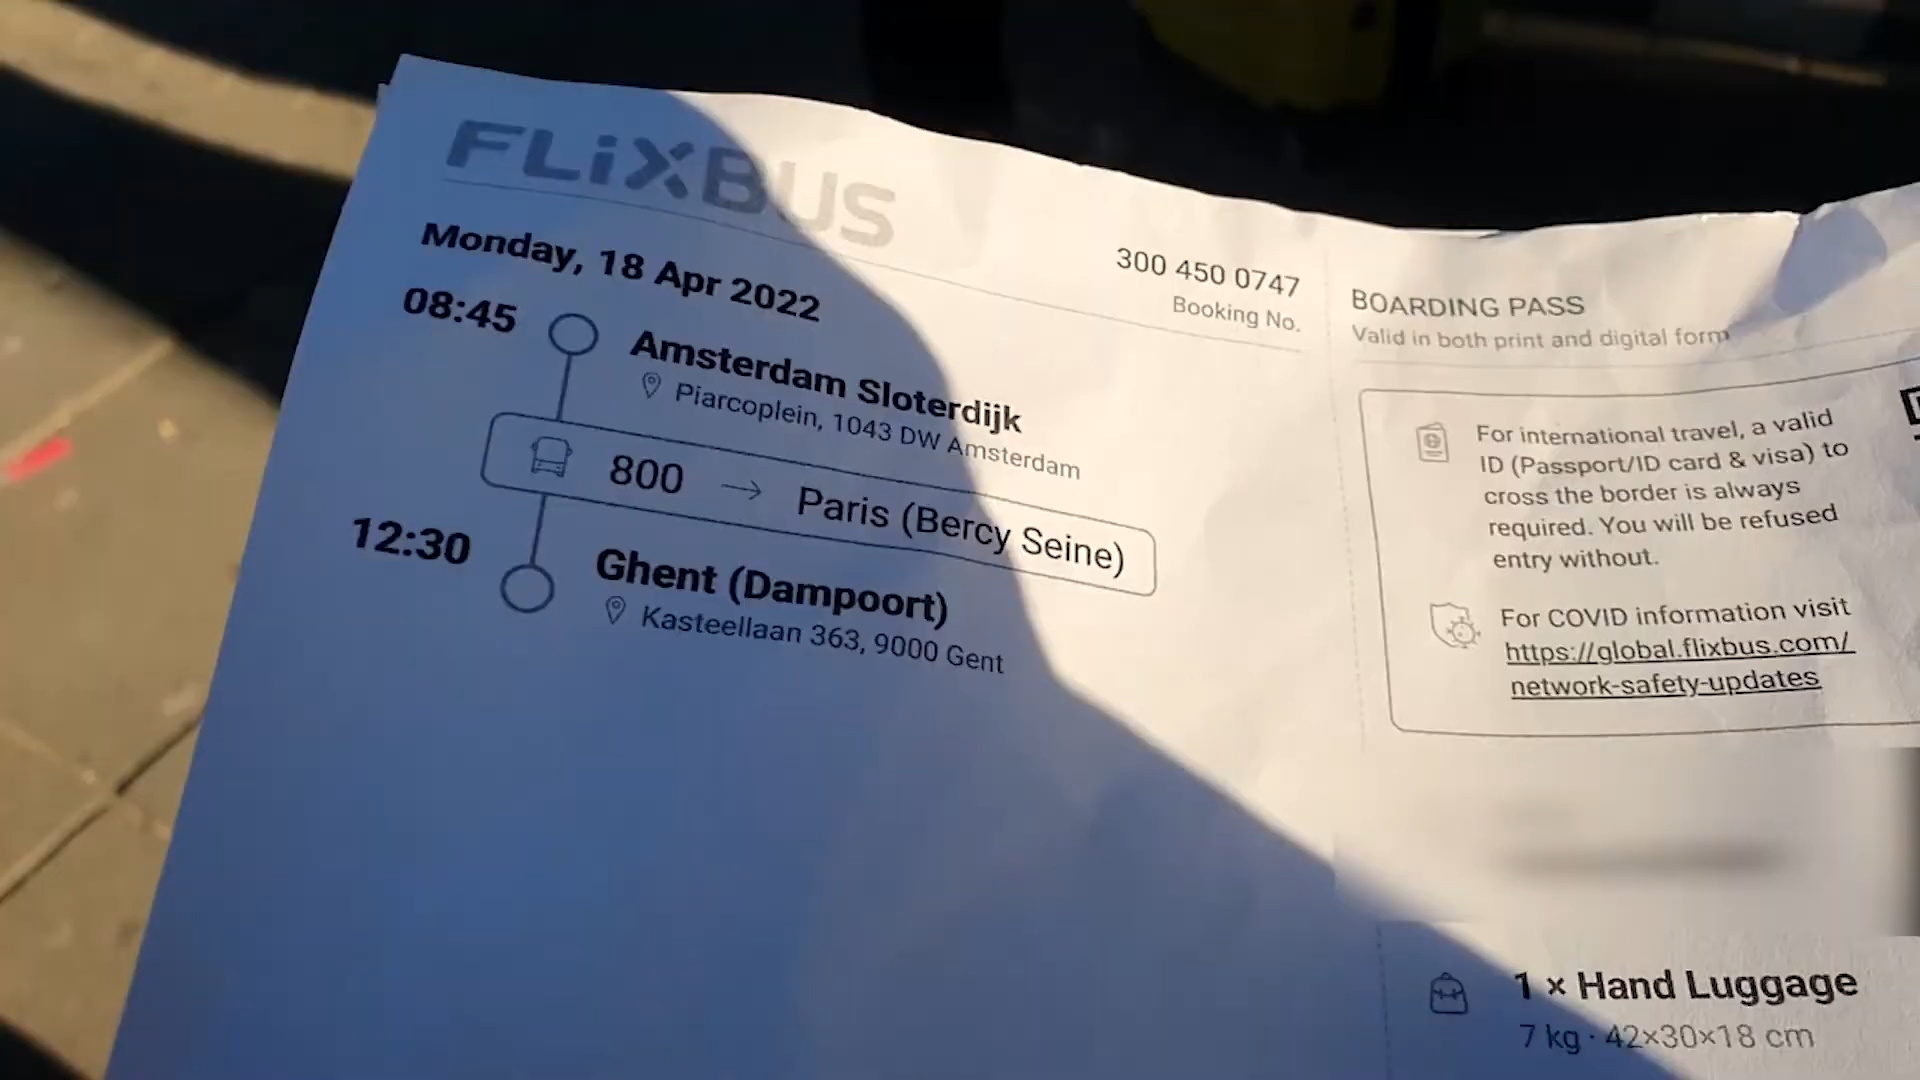 FLiXBUS
Monday, 18 Apr 2022
300 450 0747
Booking No.
08:45
Amsterdam Sloterdijk
Piarcoplein, 1043 DW Amsterdam
800 → Paris (Bercy Seine)
12:30
Ghent (Dampoort)
Kasteellaan 363, 9000 Gent
BOARDING PASS
Valid in both print and digital form
For international travel, a valid
ID (Passport/ID card & visa) to
cross the border is always
required. You will be refused
entry without.
For COVID information visit
https://global.flixbus.com/
network-safety-updates
1 × Hand Luggage
7 kg · 42×30×18 cm